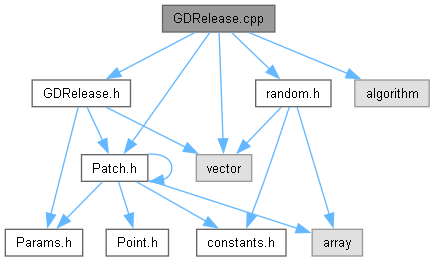 GDRelease.cpp
GDRelease.h
random.h
algorithm
Patch.h
vector
Params.h
Point.h
constants.h
array